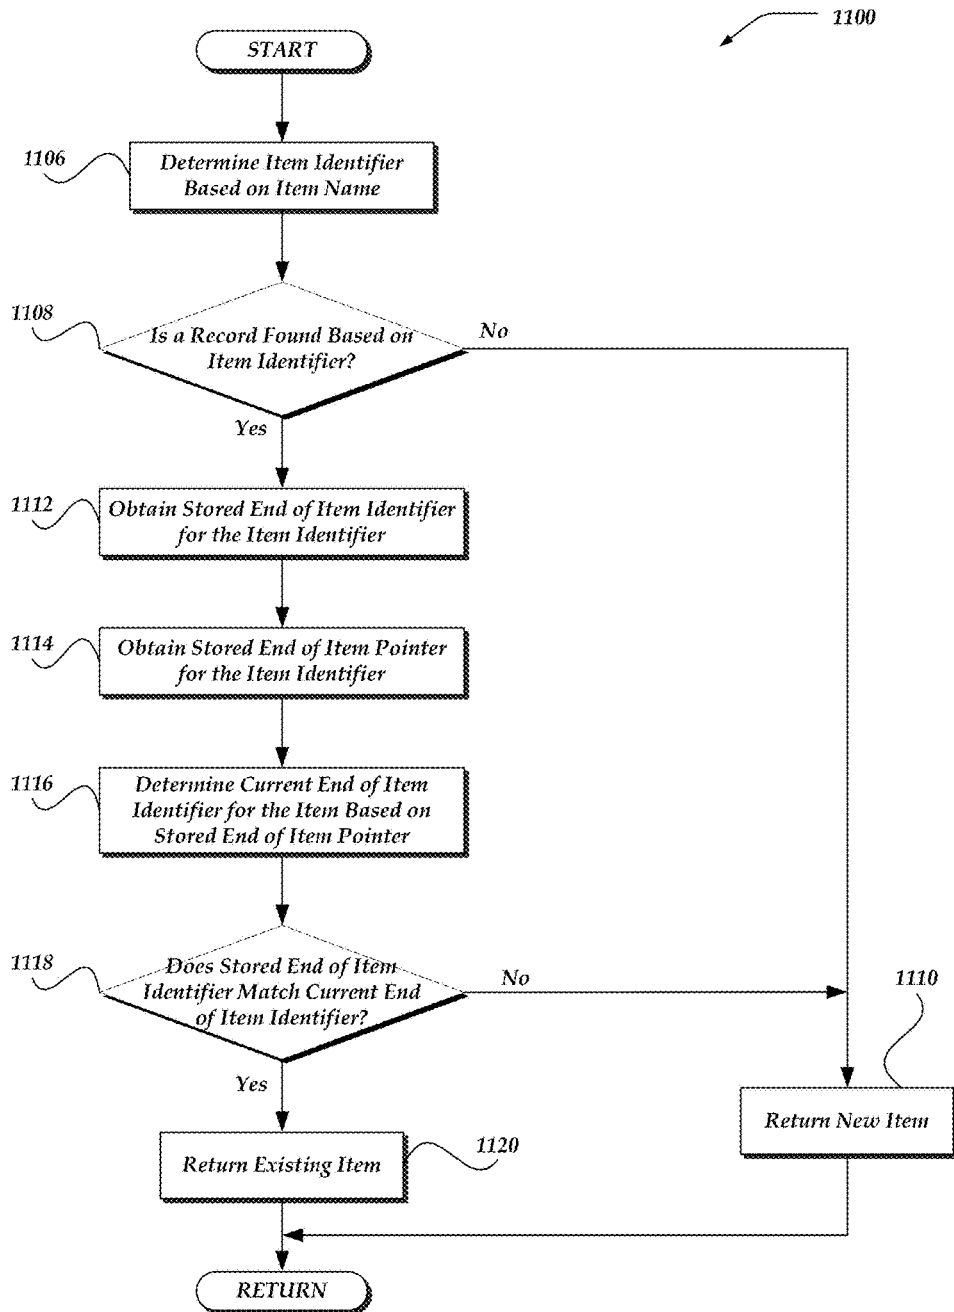 1100
START
1106
Determine Item Identifier
Based on Item Name
1108
Is a Record Found Based on
Item Identifier?
No
Yes
1112
Obtain Stored End of Item Identifier
for the Item Identifier
1114
Obtain Stored End of Item Pointer
for the Item Identifier
1116
Determine Current End of Item
Identifier for the Item Based on
Stored End of Item Pointer
1118
Does Stored End of Item
Identifier Match Current End
of Item Identifier?
No
1110
Yes
Return New Item
Return Existing Item
1120
RETURN